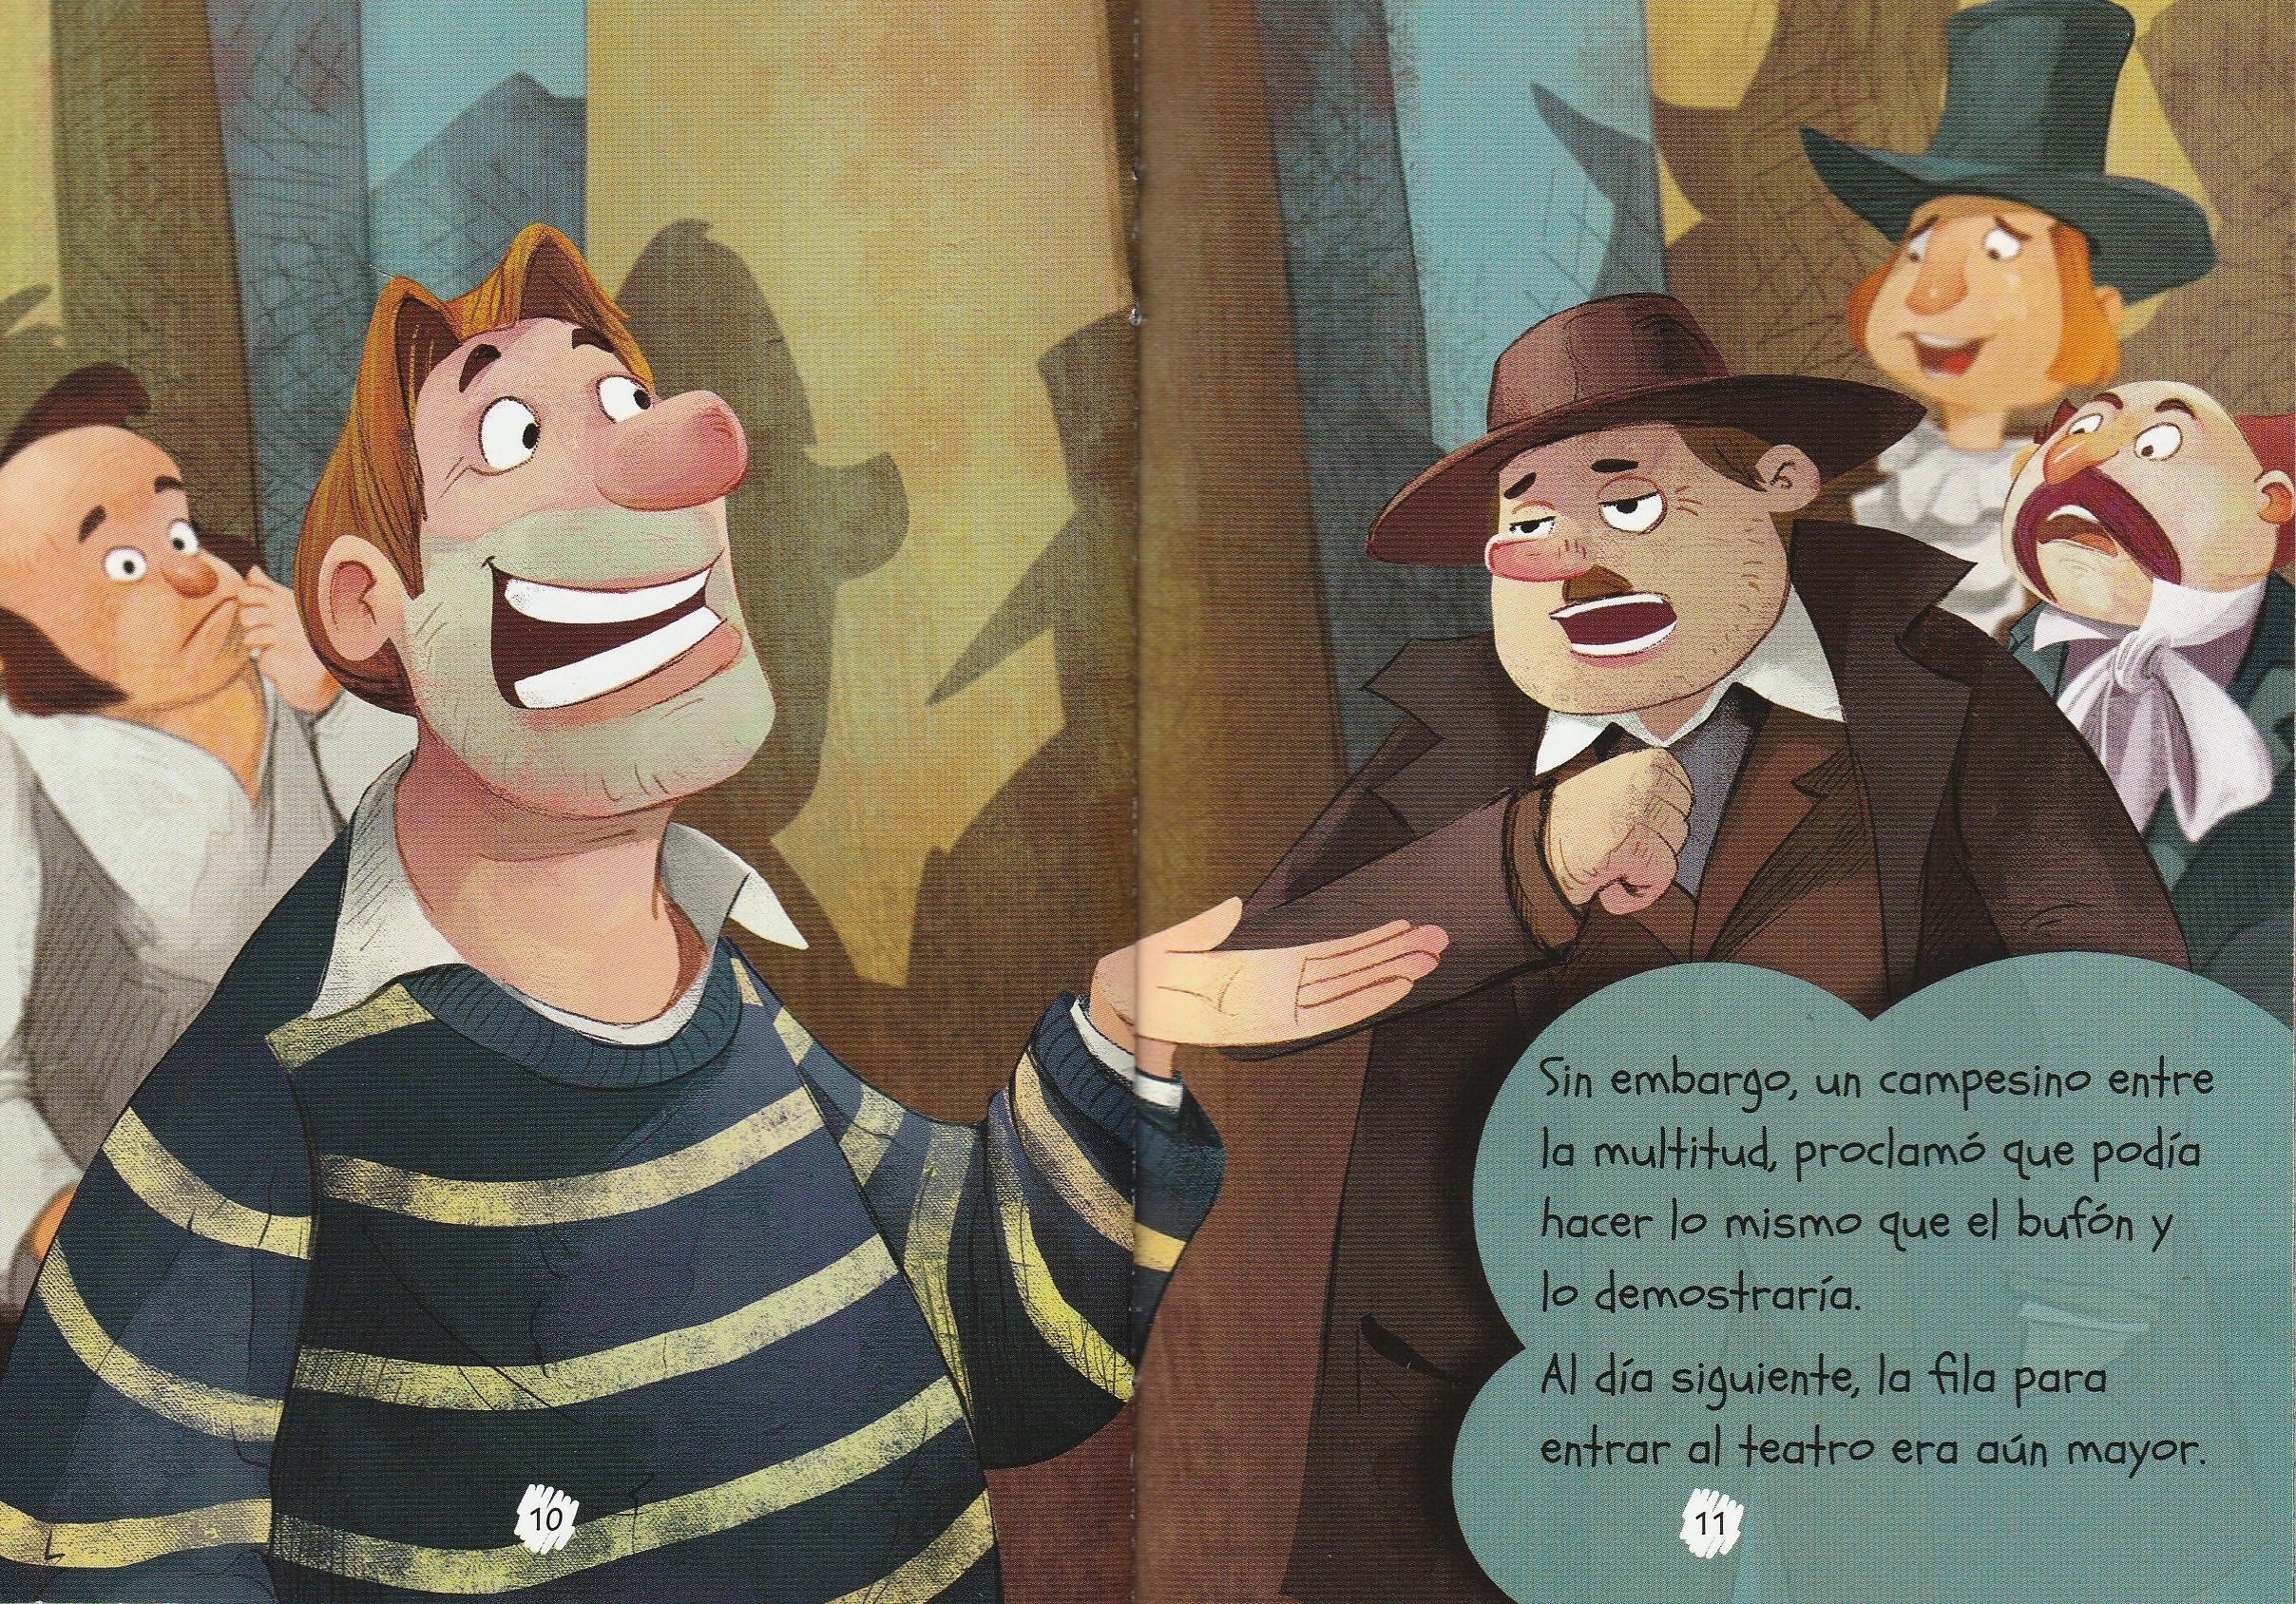 Sin embargo, un campesino entre
la multitud, proclamó que podía
hacer lo mismo que el bufón y
lo demostraría.
Al día siguiente, la fila para
entrar al teatro era aún mayor.
10
11